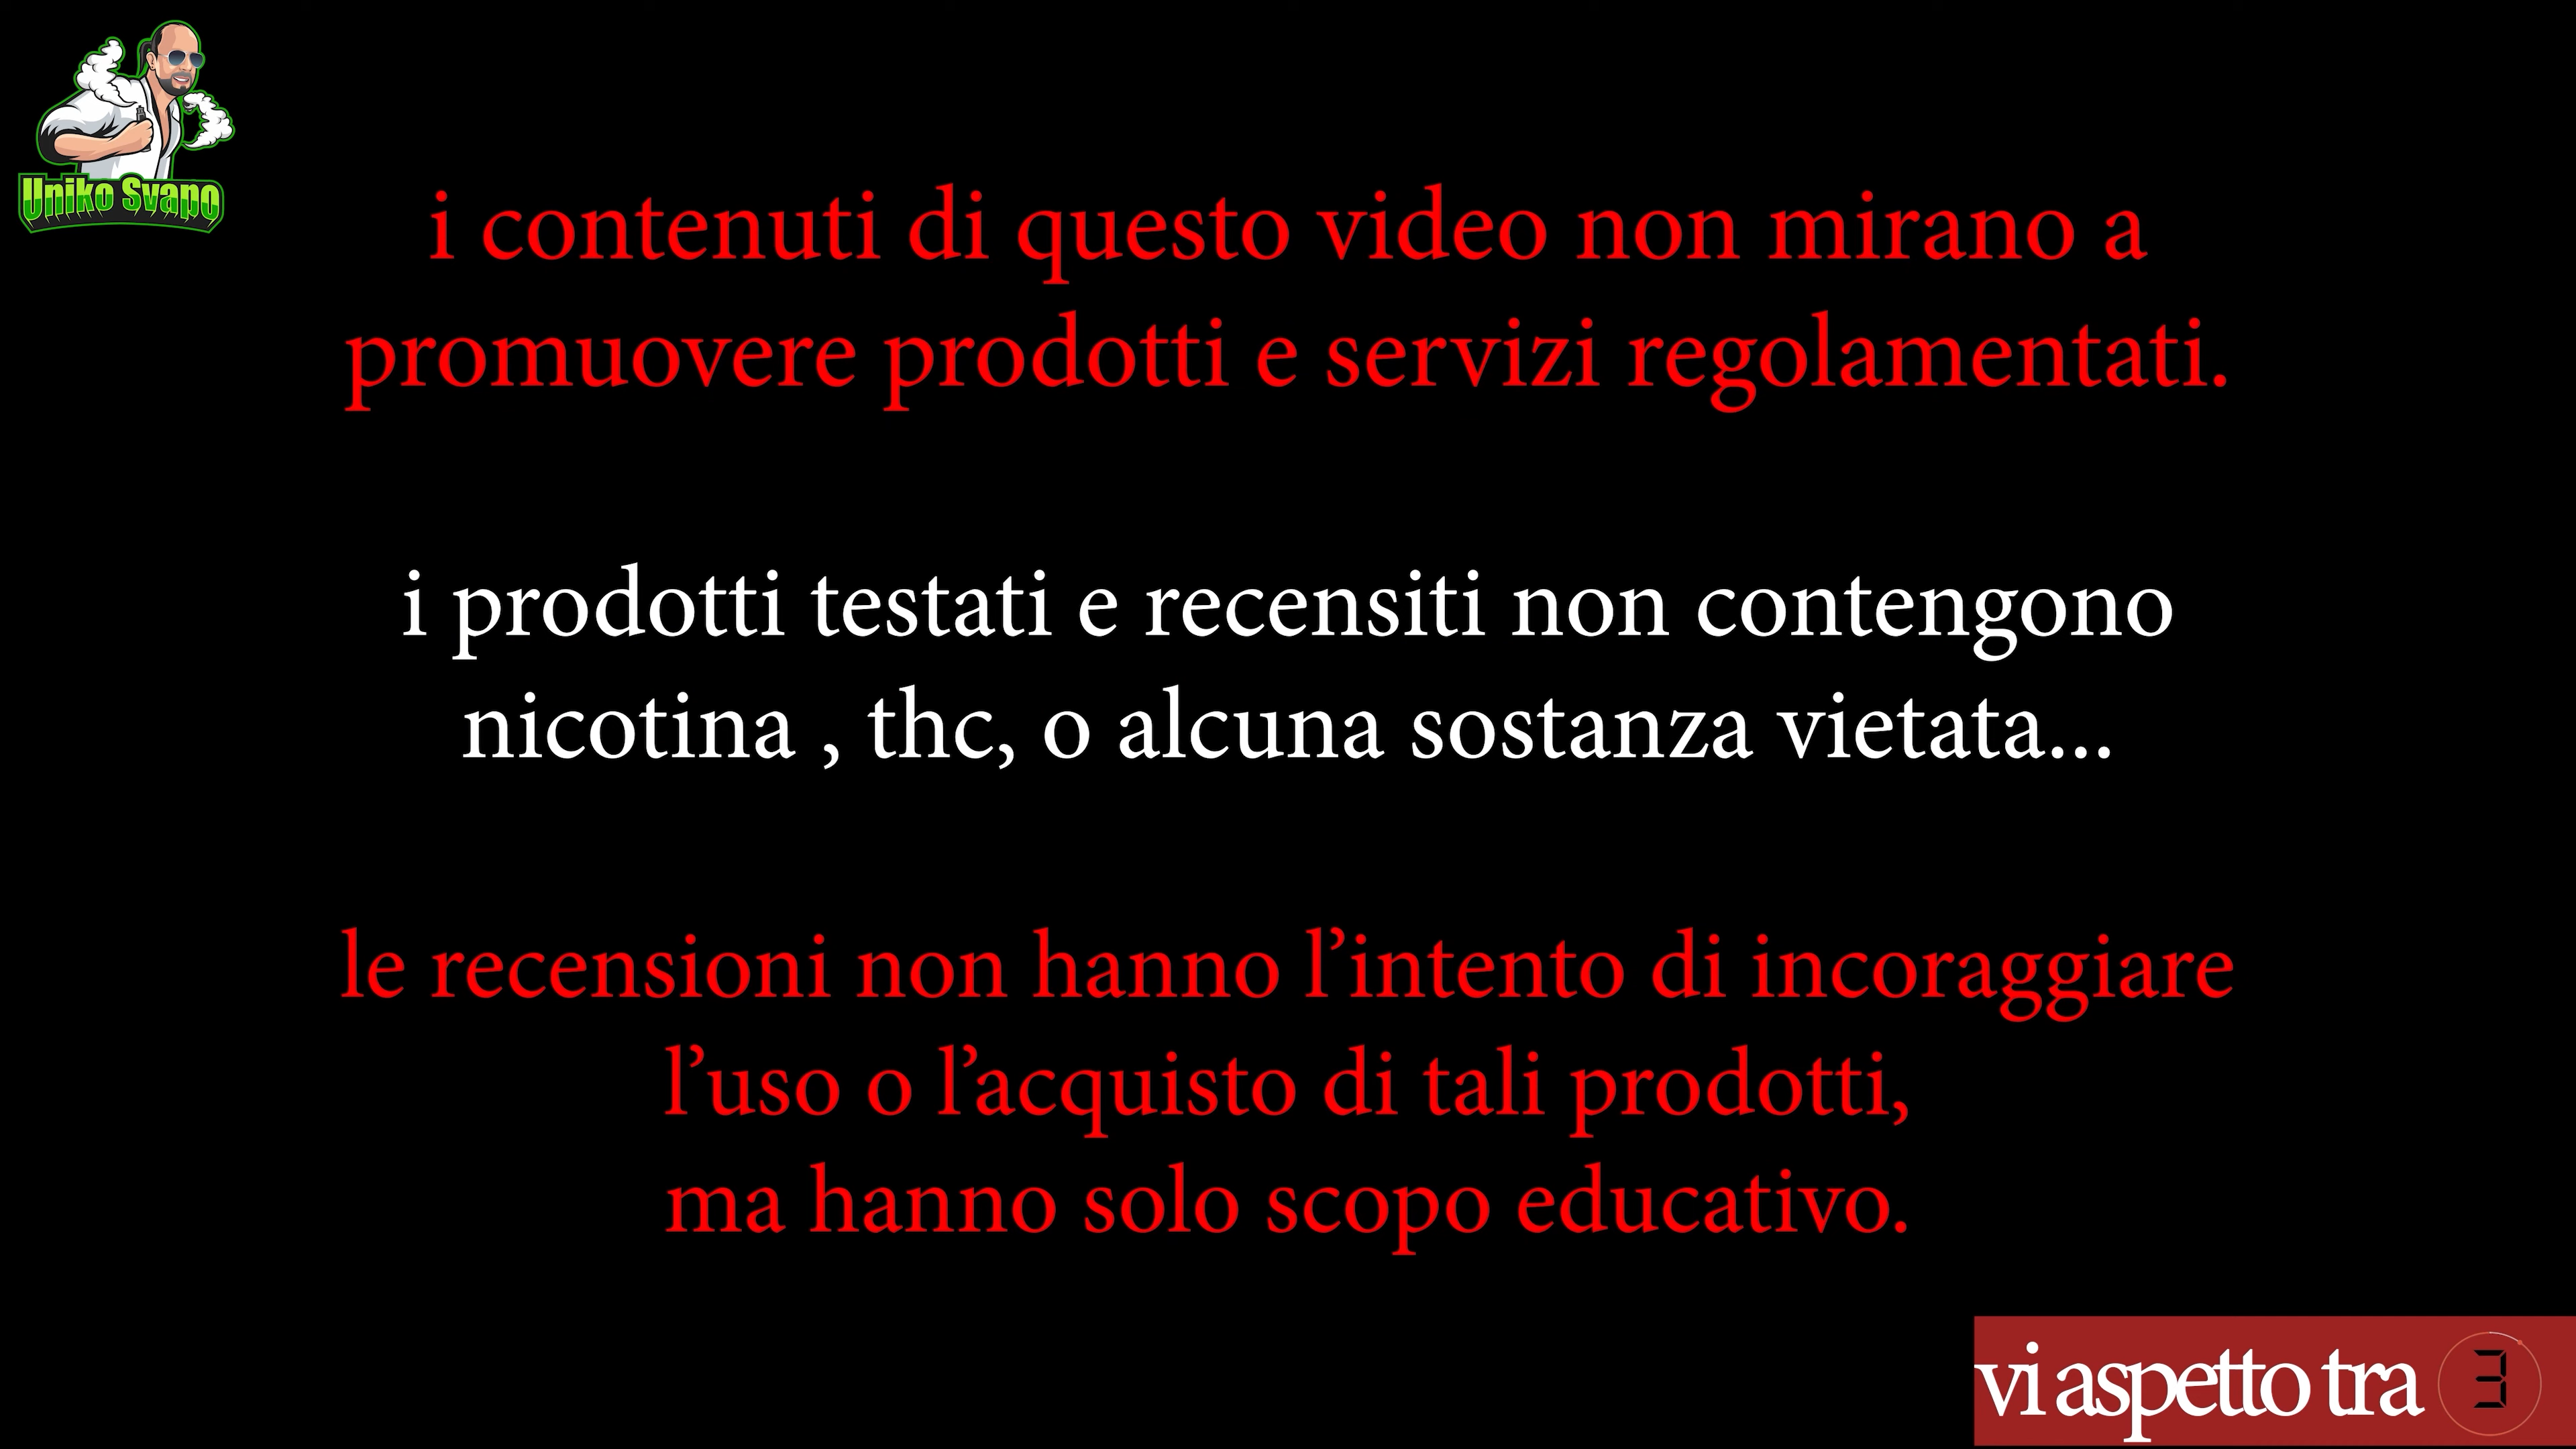 Uniko Svapo
i contenuti di questo video non mirano a
promuovere prodotti e servizi regolamentati.
i prodotti testati e recensiti non contengono
nicotina , thc, o alcuna sostanza vietata...
le recensioni non hanno l’intento di incoraggiare
l’uso o l’acquisto di tali prodotti,
ma hanno solo scopo educativo.
vi aspetto tra 3